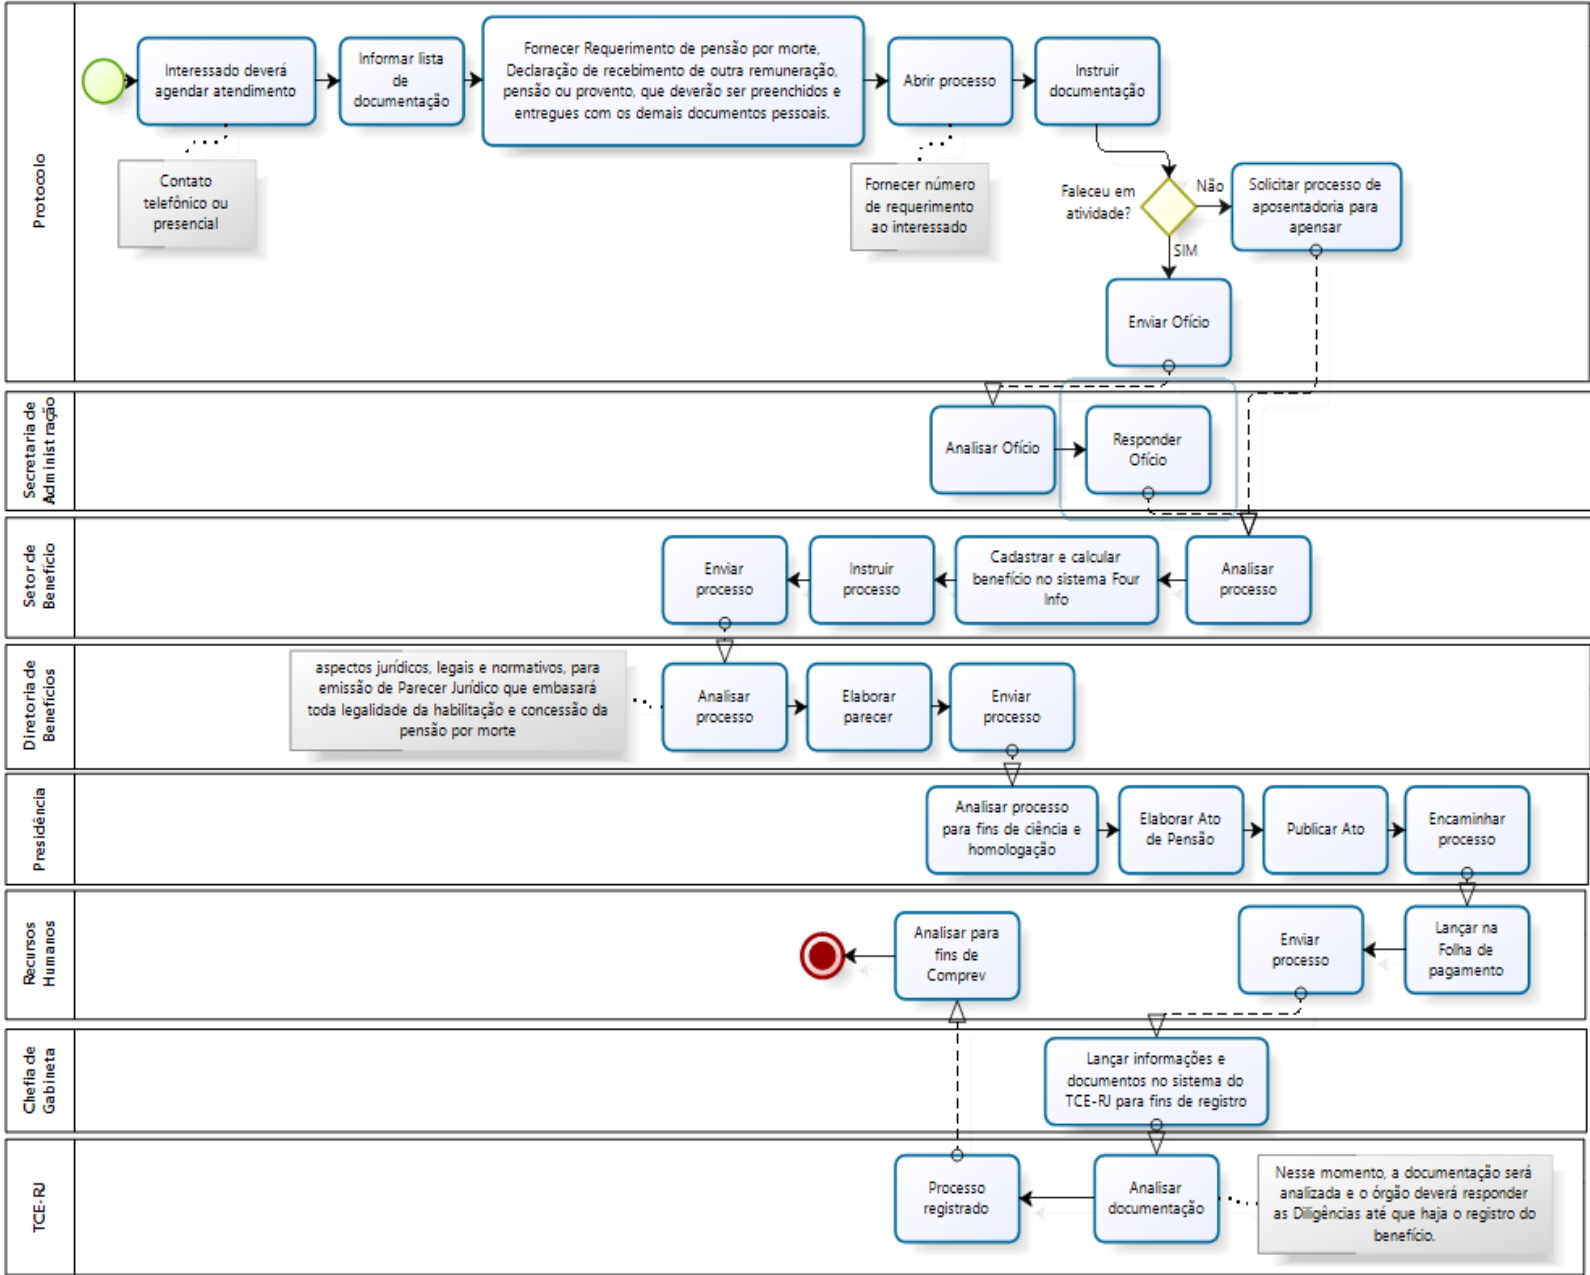 Protocolo
Interessado deverá
agendar atendimento
Informar lista
de
documentação
Fornecer Requerimento de pensão por morte,
Declaração de recebimento de outra remuneração,
pensão ou provento, que deverão ser preenchidos e
entregues com os demais documentos pessoais.
Abrir processo
Instruir
documentação
Contato
telefônico ou
presencial
Fornecer número
de requerimento
ao interessado
Faleceu em
atividade?
Não
Solicitar processo de
aposentadoria para
apensar
SIM
Enviar Ofício
Secretaria de
Administração
Analisar Ofício
Responder
Ofício
Setor de
Benefício
Enviar
processo
Instruir
processo
Cadastrar e calcular
benefício no sistema Four
Info
Analisar
processo
Diretoria de
Benefícios
aspectos jurídicos, legais e normativos, para
emissão de Parecer Jurídico que embasará
toda legalidade da habilitação e concessão da
pensão por morte
Analisar
processo
Elaborar
parecer
Enviar
processo
Presidência
Analisar processo
para fins de ciência e
homologação
Elaborar Ato
de Pensão
Publicar Ato
Encaminhar
processo
Recursos
Humanos
Analisar para
fins de
Comprev
Enviar
processo
Lançar na
Folha de
pagamento
Chefia de
Gabineta
Lançar informações e
documentos no sistema do
TCE-RJ para fins de registro
TCE-RJ
Processo
registrado
Analisar
documentação
Nesse momento, a documentação será
analizada e o órgão deverá responder
as Diligências até que haja o registro do
benefício.